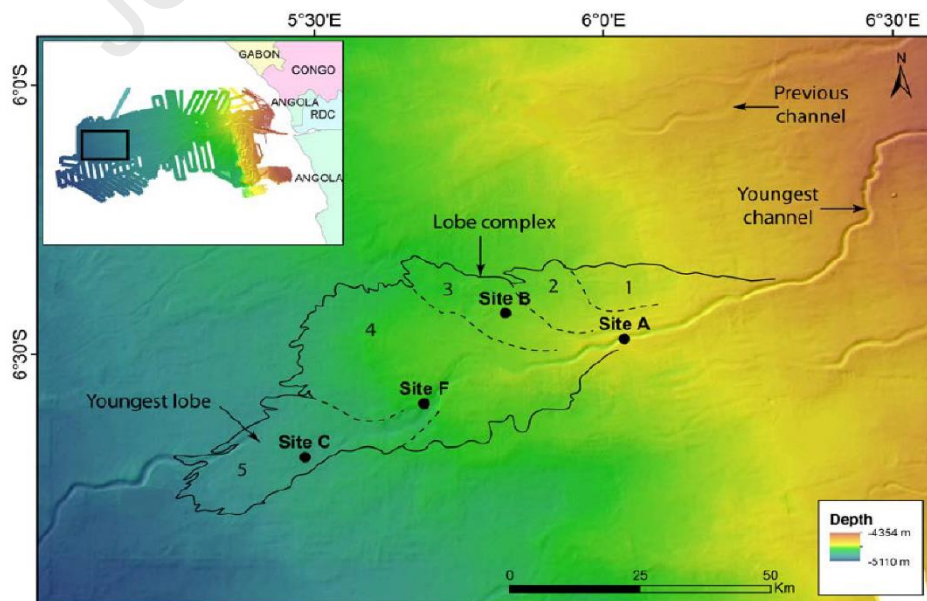 5°30'E
6°0'E
6°30'E
6°0'S
6°30'S
GABON
CONGO
ANGOLA
RDC
ANGOLA
N
Previous
channel
Youngest
channel
Lobe complex
3
2
1
Site B
Site A
4
Site F
Youngest lobe
Site C
5
Depth
-4354 m
-5110 m
0
25
50
Km